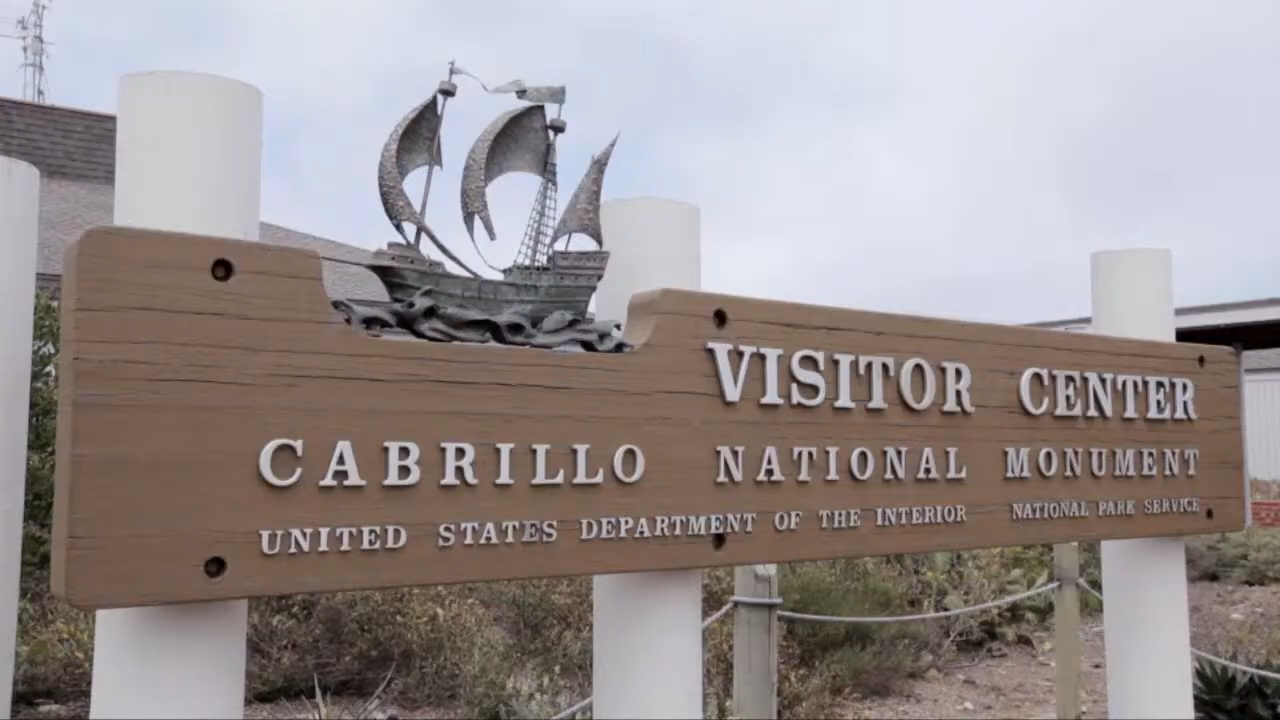 VISITOR CENTER
CABRILLO NATIONAL MONUMENT
UNITED STATES DEPARTMENT OF THE INTERIOR NATIONAL PARK SERVICE